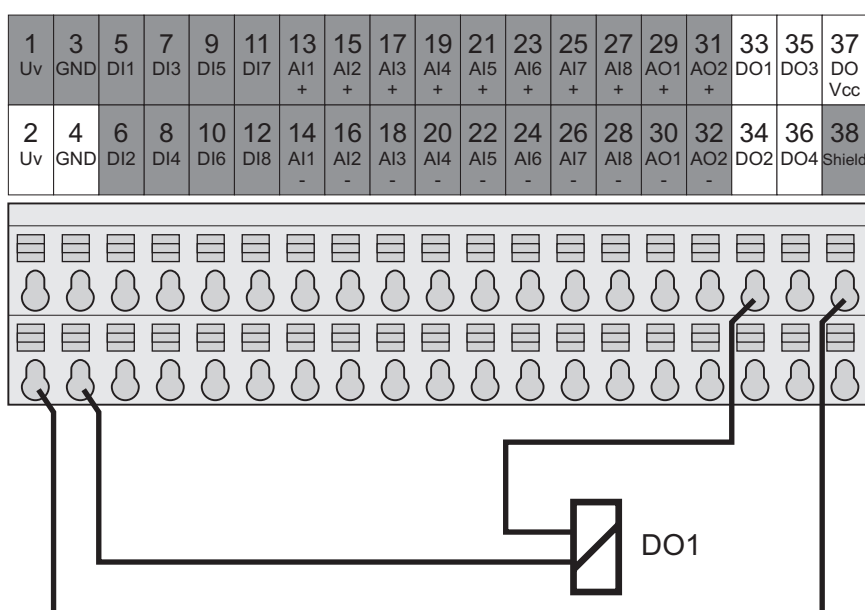 1 3 5 7 9 11 13 15 17 19 21 23 25 27 29 31 33 35 37
Uv GND DI1 DI3 DI5 DI7 AI1 AI2 AI3 AI4 AI5 AI6 AI7 AI8 AO1 AO2 DO1 DO3 DO
+ + + + + + + + + + Vcc
2 4 6 8 10 12 14 16 18 20 22 24 26 28 30 32 34 36 38
Uv GND DI2 DI4 DI6 DI8 AI1 AI2 AI3 AI4 AI5 AI6 AI7 AI8 AO1 AO2 DO2 DO4 Shield
- - - - - - - - - -
DO1